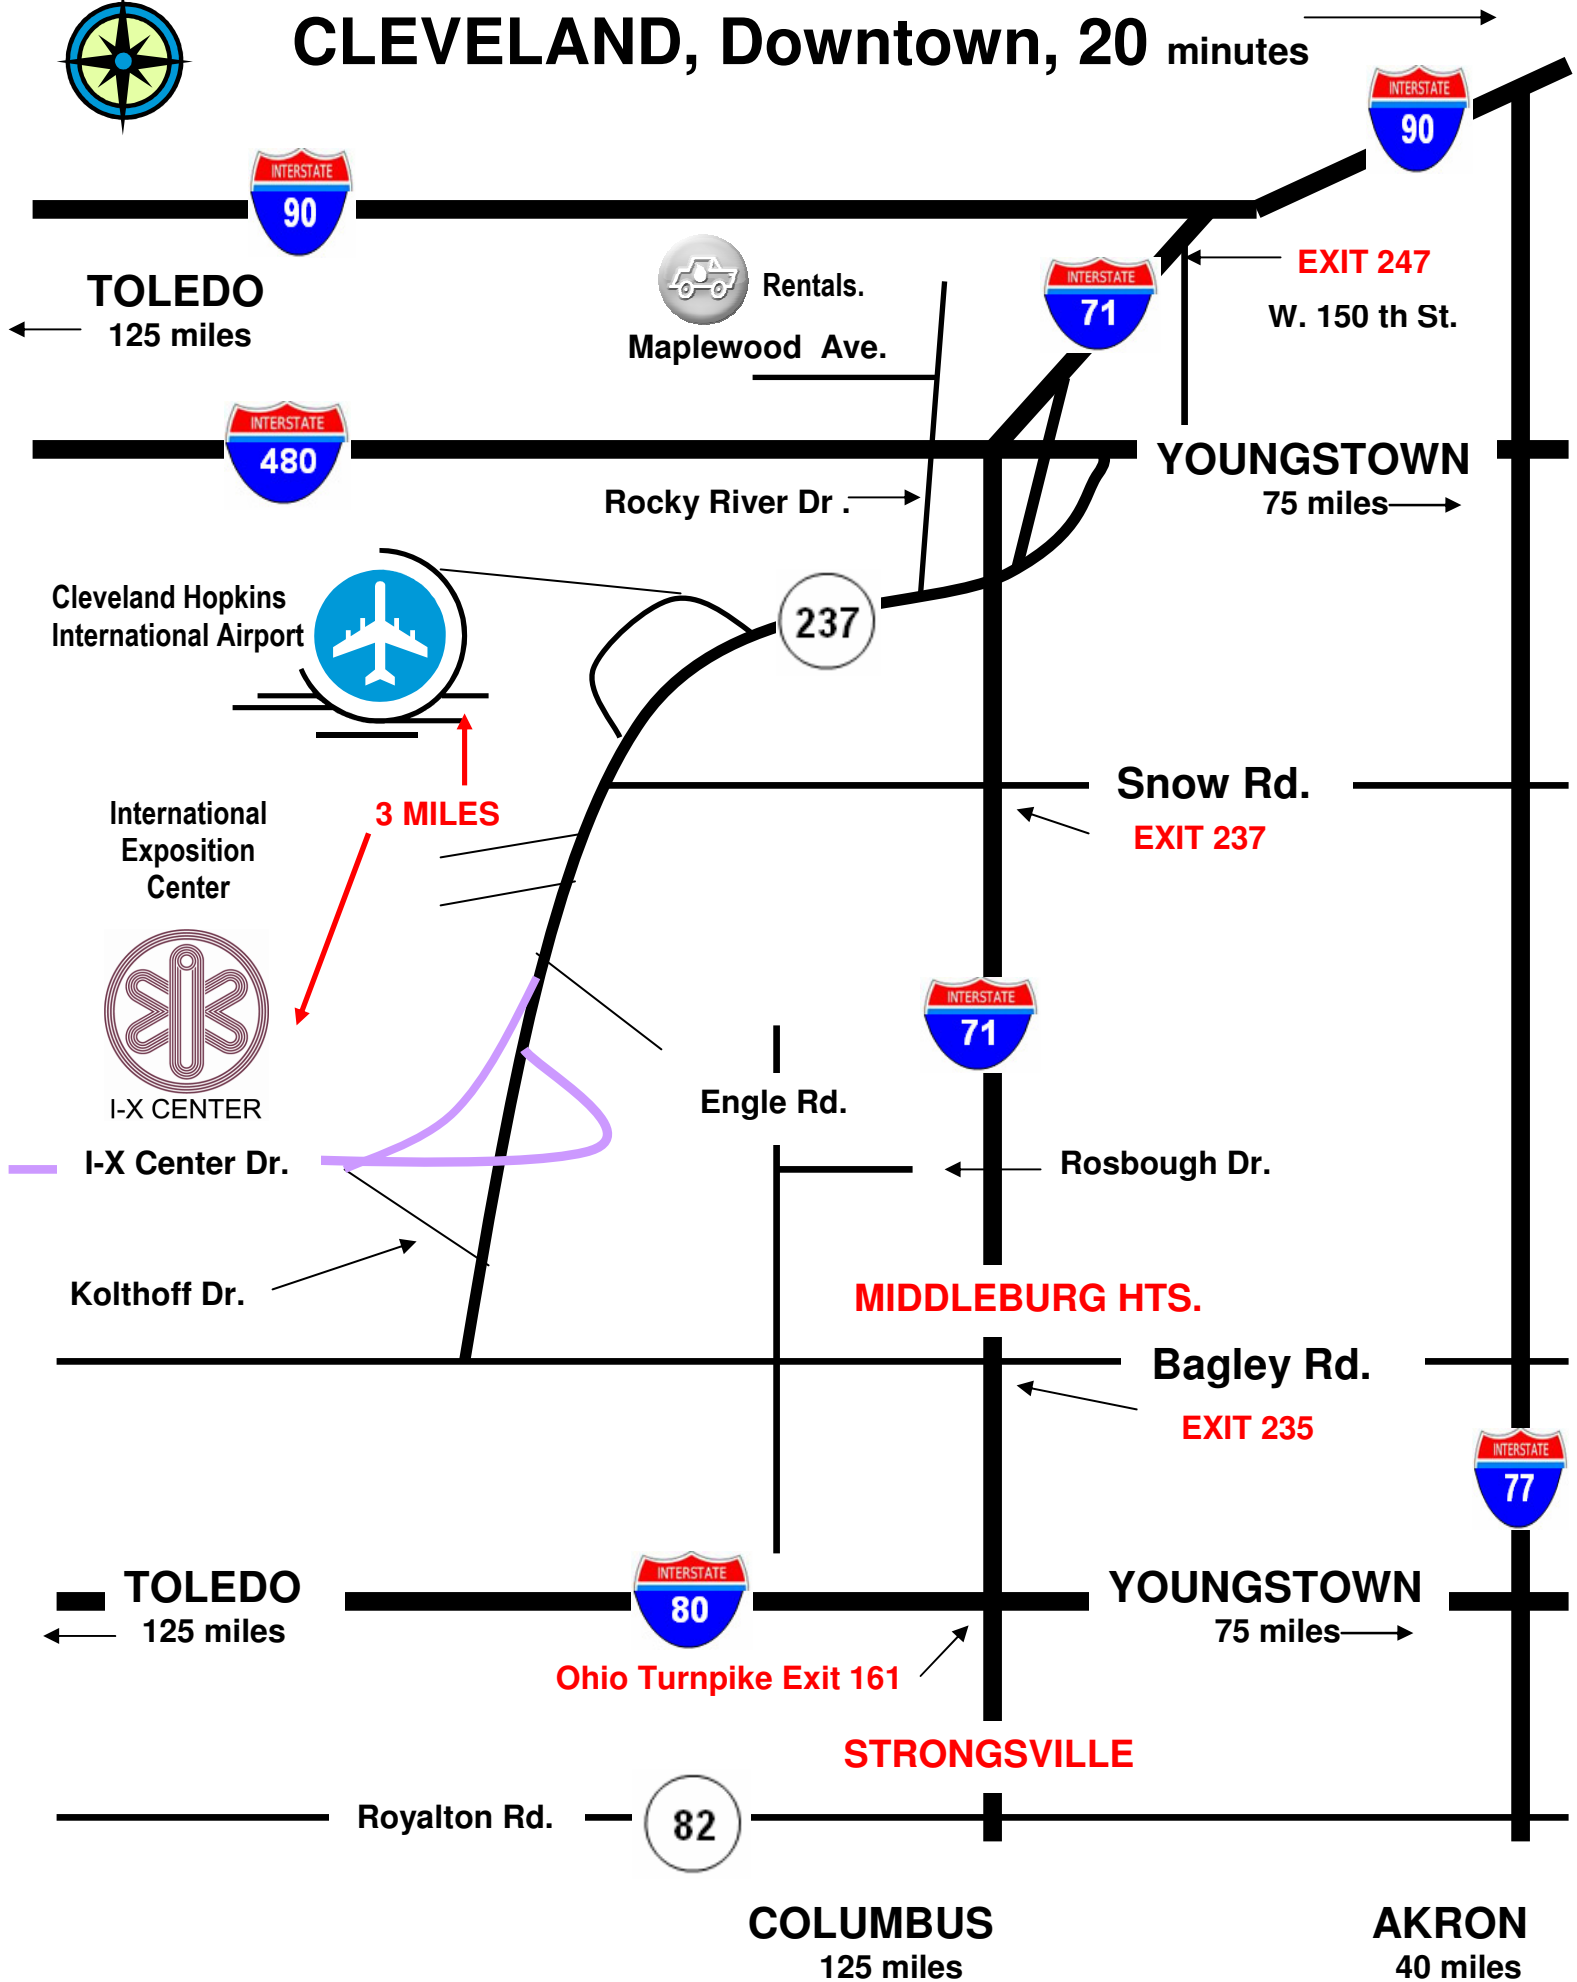 CLEVELAND, Downtown, 20 minutes
INTERSTATE
90
INTERSTATE
90
TOLEDO
125 miles
Rentals.
Maplewood Ave.
INTERSTATE
71
EXIT 247
W. 150 th St.
INTERSTATE
480
YOUNGSTOWN
75 miles
Rocky River Dr .
Cleveland Hopkins
International Airport
237
3 MILES
Snow Rd.
EXIT 237
International
Exposition
Center
I-X CENTER
INTERSTATE
71
Engle Rd.
I-X Center Dr.
Rosbough Dr.
Kolthoff Dr.
MIDDLEBURG HTS.
Bagley Rd.
EXIT 235
INTERSTATE
77
TOLEDO
125 miles
INTERSTATE
80
YOUNGSTOWN
75 miles
Ohio Turnpike Exit 161
STRONGSVILLE
Royalton Rd.
82
COLUMBUS
125 miles
AKRON
40 miles